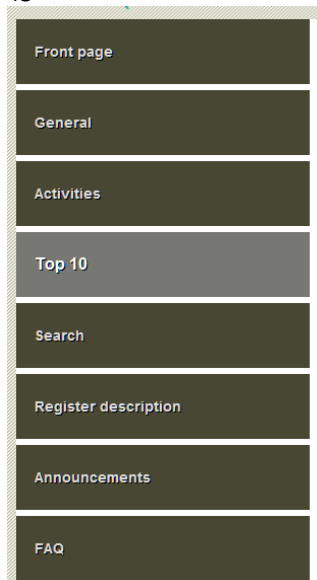 Front page
General
Activities
Top 10
Search
Register description
Announcements
FAQ